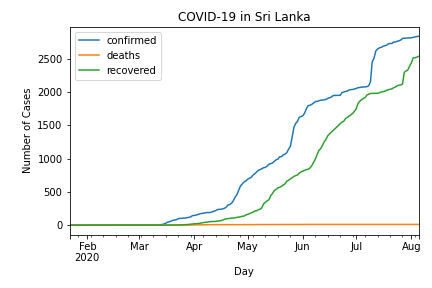 COVID-19 in Sri Lanka
confirmed
deaths
recovered
Number of Cases
2500
2000
1500
1000
500
0
Feb
2020
Mar
Apr
May
Jun
Jul
Aug
Day